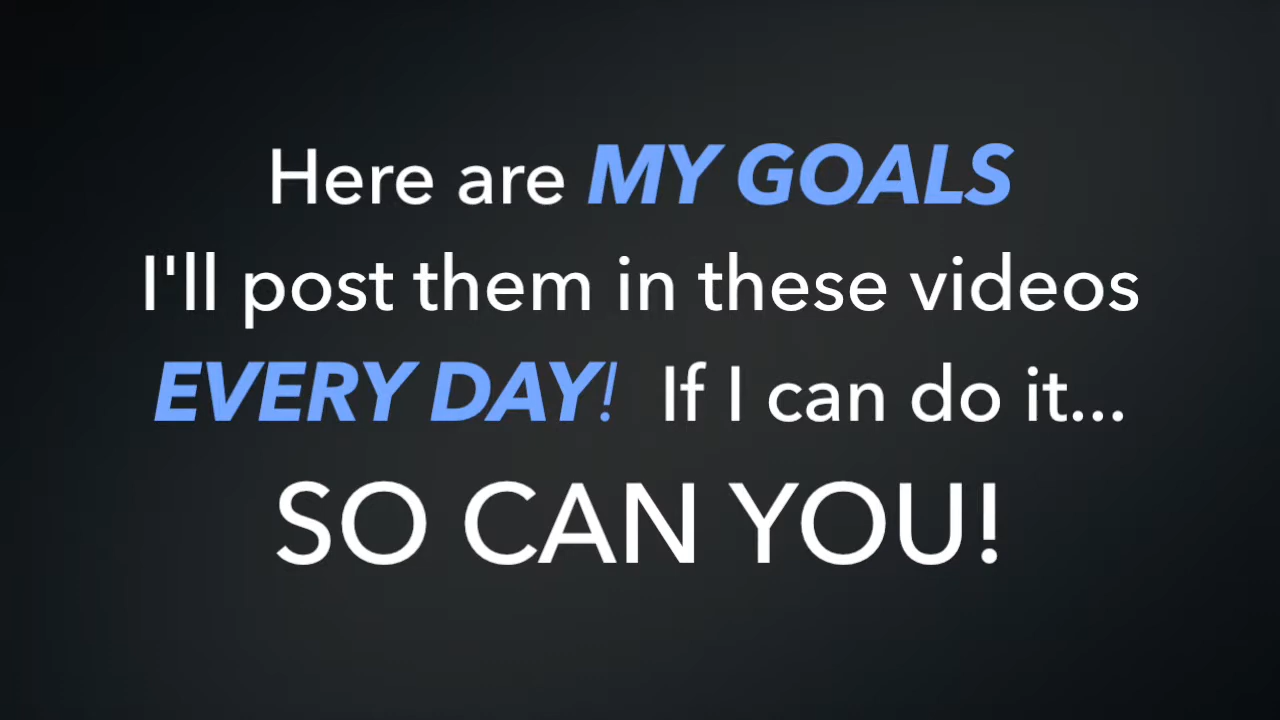 Here are MY GOALS
I'll post them in these videos
EVERY DAY!  If I can do it...
SO CAN YOU!